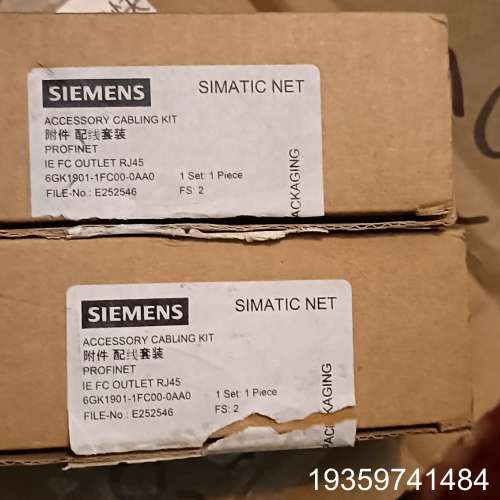 SIEMENS
SIMATIC NET
ACCESSORY CABLING KIT
附件 配线套装
PROFINET
IE FC OUTLET RJ45
6GK1901-1FC00-0AA0 1 Set: 1 Piece
FILE-No.: E252546 FS: 2
ACKAGING
SIEMENS
SIMATIC NET
ACCESSORY CABLING KIT
附件 配线套装
PROFINET
IE FC OUTLET RJ45
6GK1901-1FC00-0AA0 1 Set: 1 Piece
FILE-No.: E252546 FS: 2
PACKAGING
19359741484